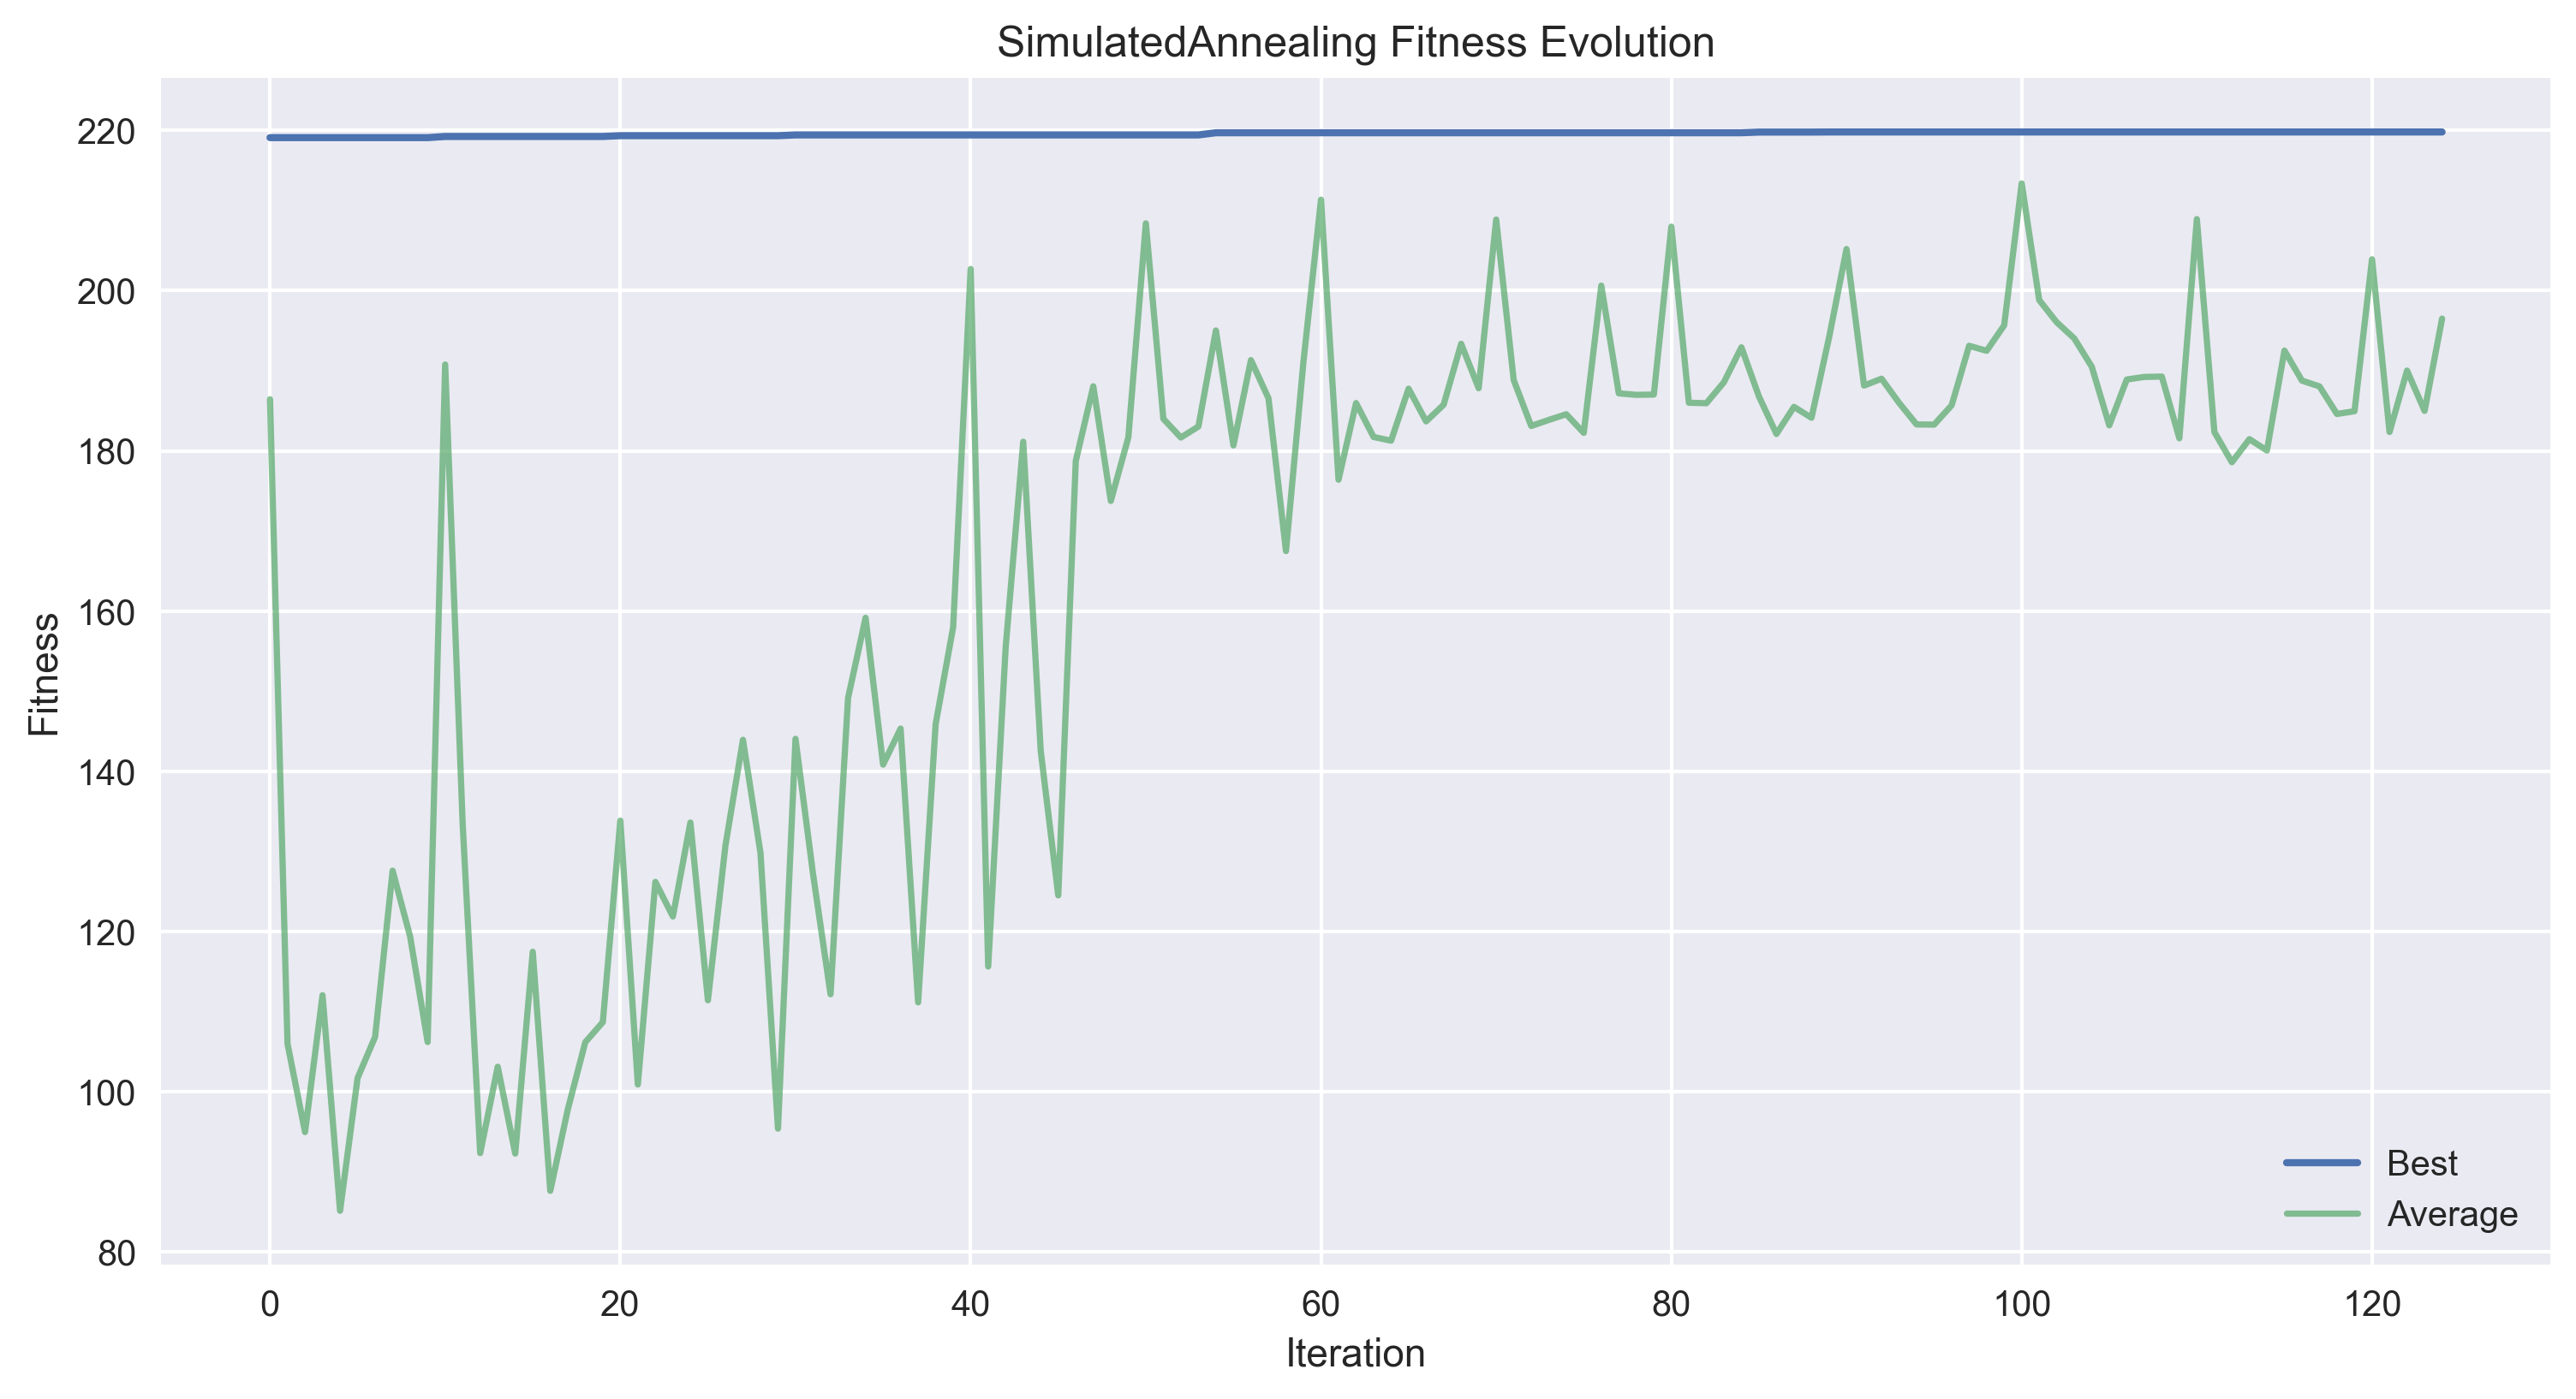 SimulatedAnnealing Fitness Evolution
220
200
180
160
140
120
100
80
Fitness
0 20 40 60 80 100 120
Iteration
Best
Average